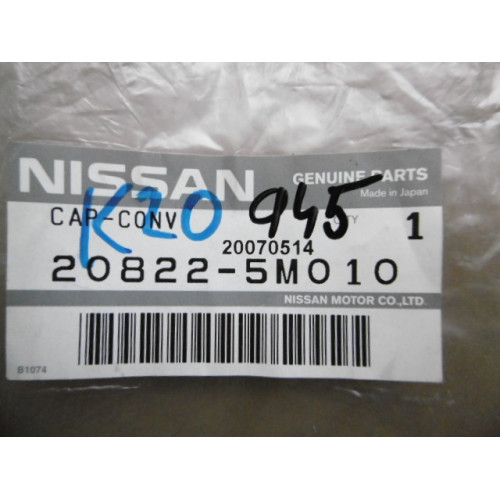 NISSAN GENUINE PARTS
Made in Japan
CAP-CONV K20 945 TY 1
20070514
20822-5M010
NISSAN MOTOR CO.,LTD.
B1074